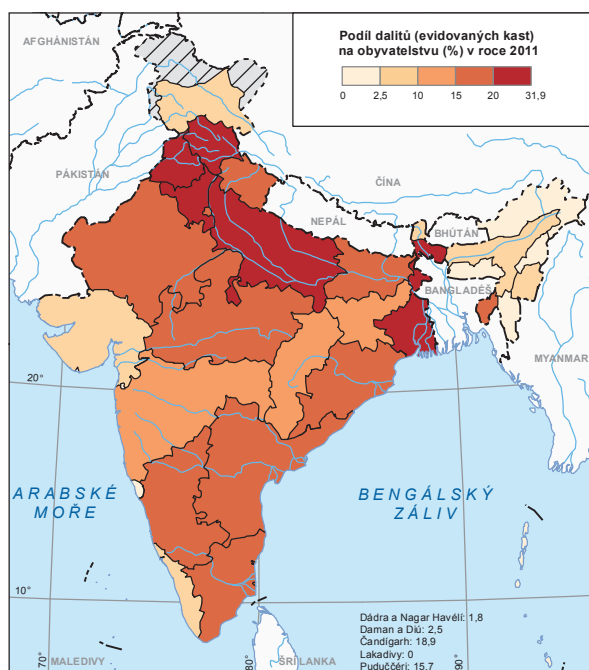 AFGHÁNISTÁN
Podíl dalitů (evidovaných kast)
na obyvatelstvu (%) v roce 2011
0 2,5 10 15 20 31,9
PÁKISTÁN
ČÍNA
NEPÁL
BHÚTÁN
BANGLADÉŠ
MYANMAR
20°
ARABSKÉ
MOŘE
BENGÁLSKÝ
ZÁLIV
10°
Dádra a Nagar Havélí: 1,8
Daman a Díú: 2,5
Čandígarh: 18,9
Lakadivy: 0
Puduččéri: 15,7
70°
MALEDIVY
80°
ŠRÍ LANKA
90°